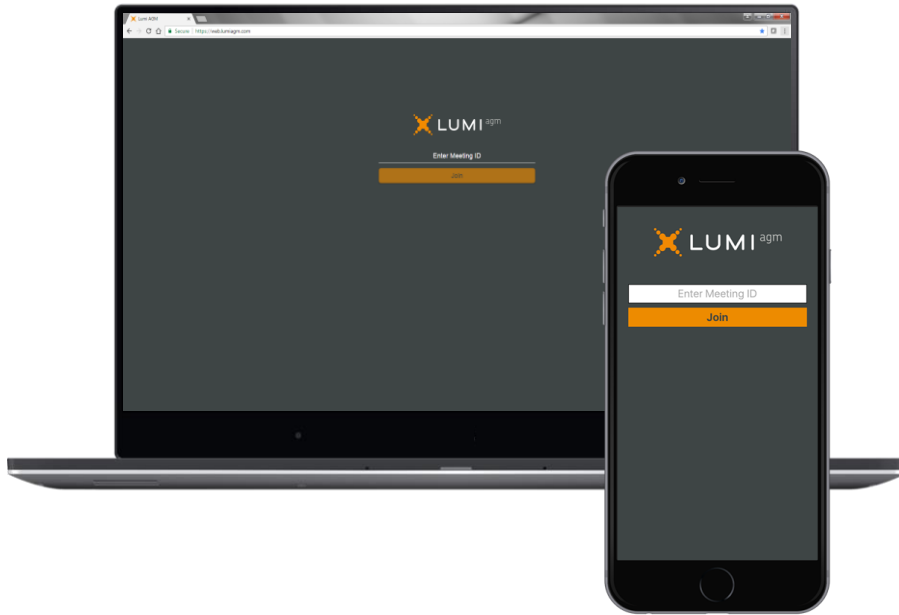 Lumi AGM
Secure | https://web.lumiagm.com
LUMI agm
Enter Meeting ID
Join
LUMI agm
Enter Meeting ID
Join